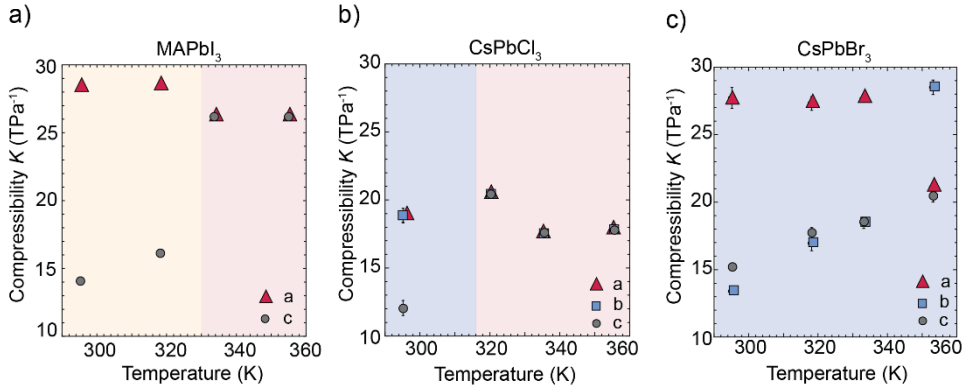 a)
MAPbI₃
Compressibility K (TPa⁻¹)
30
25
20
15
10
300
320
340
360
Temperature (K)
a
c
b)
CsPbCl₃
Compressibility K (TPa⁻¹)
30
25
20
15
10
300
320
340
360
Temperature (K)
a
b
c
c)
CsPbBr₃
Compressibility K (TPa⁻¹)
30
25
20
15
10
300
320
340
360
Temperature (K)
a
b
c